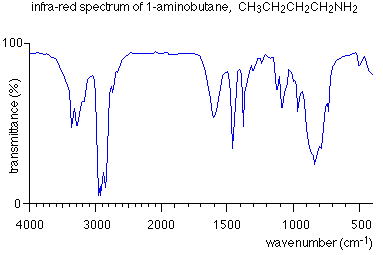 infra-red spectrum of 1-aminobutane, CH₃CH₂CH₂CH₂NH₂
100
transmittance (%)
0
4000 3000 2000 1500 1000 500
wavenumber (cm⁻¹)